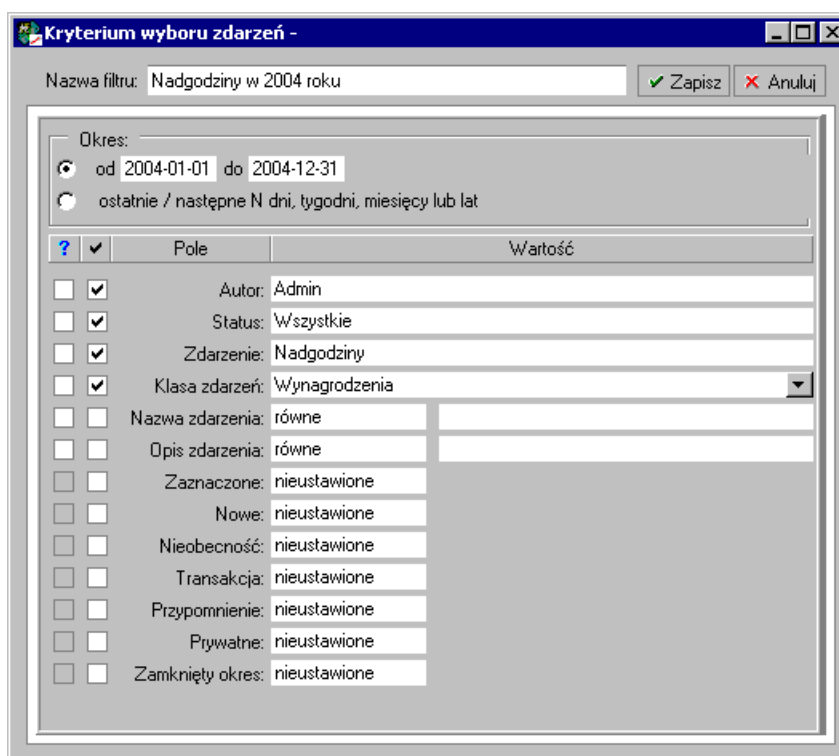 Kryterium wyboru zdarzeń -
Nazwa filtru: Nadgodziny w 2004 roku Zapisz Anuluj
Okres:
od 2004-01-01 do 2004-12-31
ostatnie / następne N dni, tygodni, miesięcy lub lat
? Pole Wartość
Autor: Admin
Status: Wszystkie
Zdarzenie: Nadgodziny
Klasa zdarzeń: Wynagrodzenia
Nazwa zdarzenia: równe
Opis zdarzenia: równe
Zaznaczone: nieustawione
Nowe: nieustawione
Nieobecność: nieustawione
Transakcja: nieustawione
Przypomnienie: nieustawione
Prywatne: nieustawione
Zamknięty okres: nieustawione